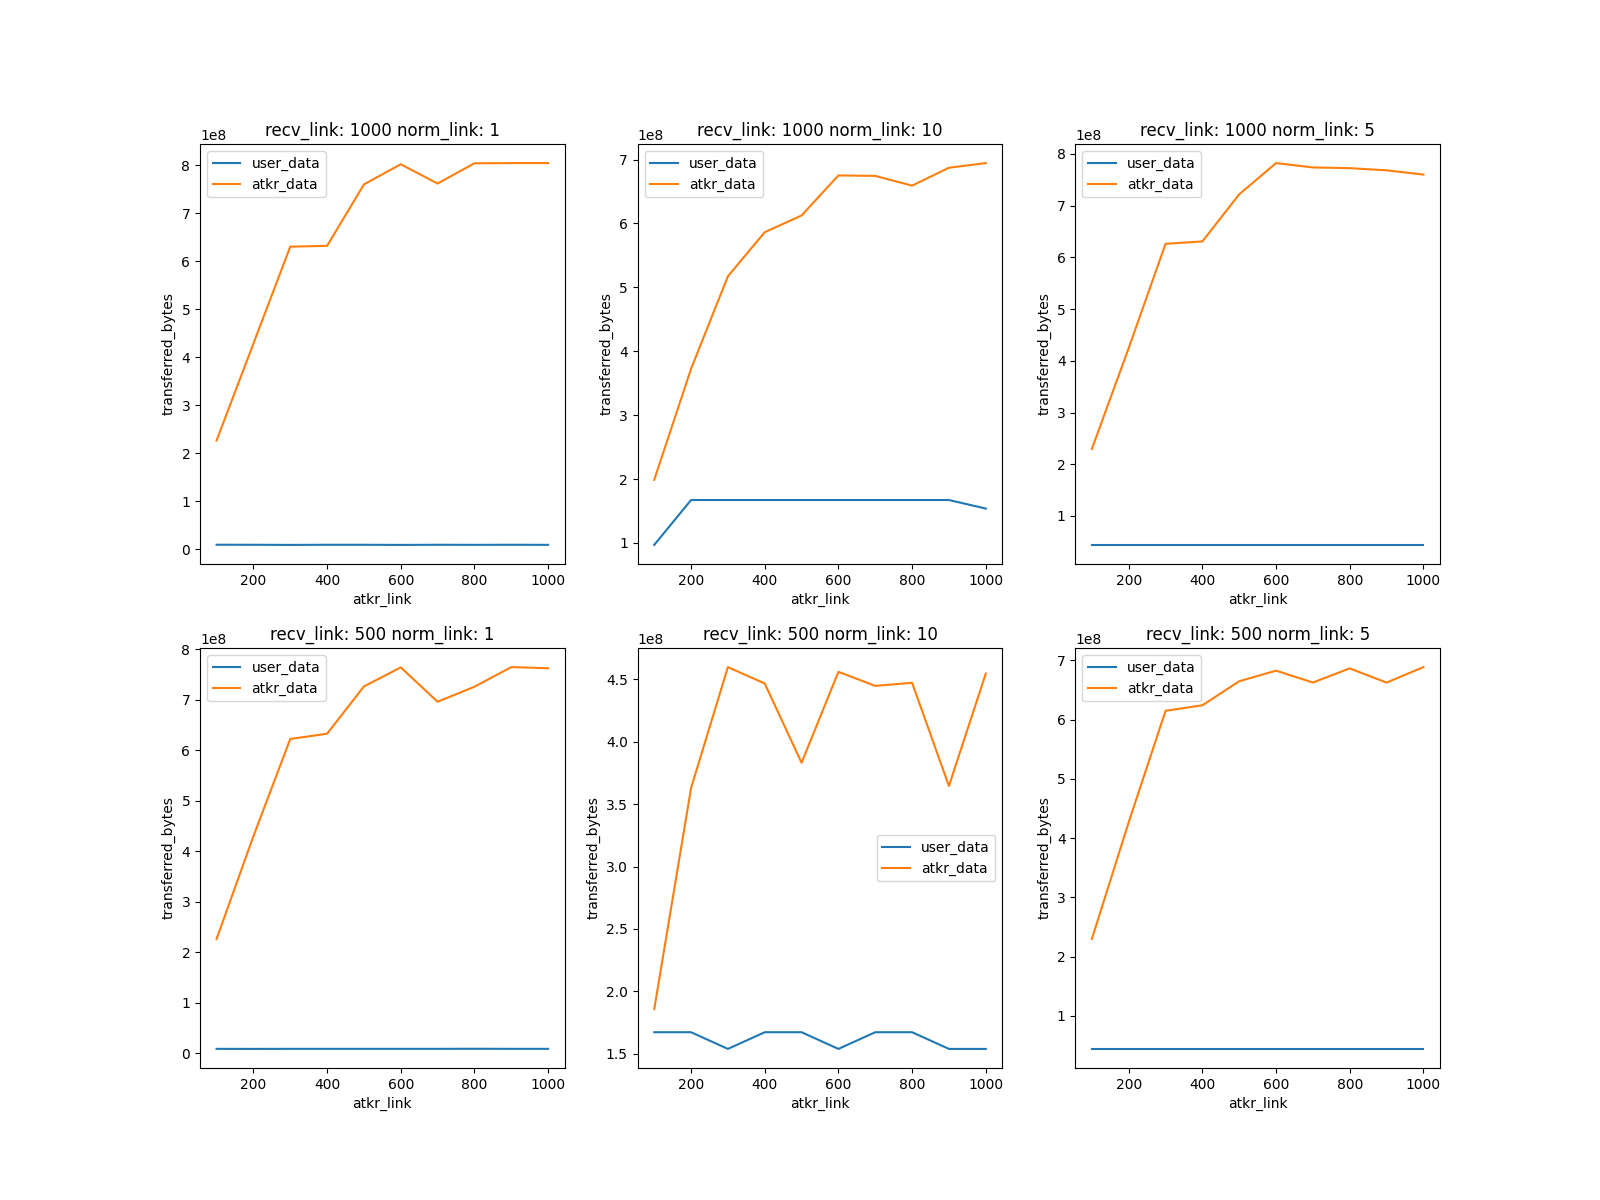 recv_link: 1000 norm_link: 1
1e8
user_data
atkr_data
8
7
6
5
4
3
2
1
0
transferred_bytes
200 400 600 800 1000
atkr_link
recv_link: 1000 norm_link: 10
1e8
user_data
atkr_data
7
6
5
4
3
2
1
transferred_bytes
200 400 600 800 1000
atkr_link
recv_link: 1000 norm_link: 5
1e8
user_data
atkr_data
8
7
6
5
4
3
2
1
transferred_bytes
200 400 600 800 1000
atkr_link
recv_link: 500 norm_link: 1
1e8
user_data
atkr_data
8
7
6
5
4
3
2
1
0
transferred_bytes
200 400 600 800 1000
atkr_link
recv_link: 500 norm_link: 10
1e8
4.5
4.0
3.5
3.0
2.5
2.0
1.5
transferred_bytes
user_data
atkr_data
200 400 600 800 1000
atkr_link
recv_link: 500 norm_link: 5
1e8
user_data
atkr_data
7
6
5
4
3
2
1
transferred_bytes
200 400 600 800 1000
atkr_link